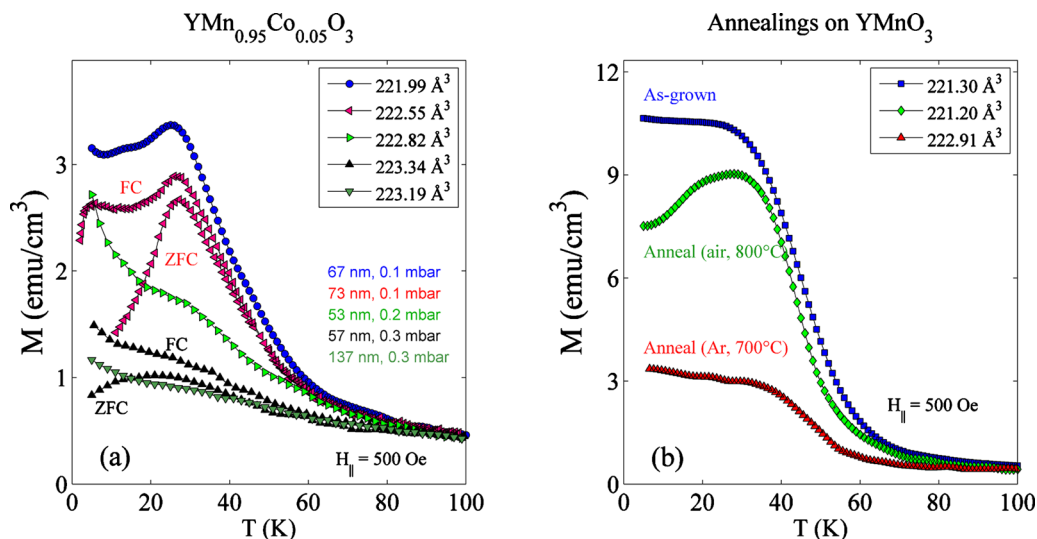 YMn0.95Co0.05O3
M (emu/cm3)
3
2
1
0
0
20
40
60
80
100
T (K)
221.99 Å3
222.55 Å3
222.82 Å3
223.34 Å3
223.19 Å3
FC
ZFC
67 nm, 0.1 mbar
73 nm, 0.1 mbar
53 nm, 0.2 mbar
57 nm, 0.3 mbar
137 nm, 0.3 mbar
FC
ZFC
(a)
H|| = 500 Oe
Annealings on YMnO3
M (emu/cm3)
12
9
6
3
0
0
20
40
60
80
100
T (K)
221.30 Å3
221.20 Å3
222.91 Å3
As-grown
Anneal (air, 800°C)
Anneal (Ar, 700°C)
H|| = 500 Oe
(b)